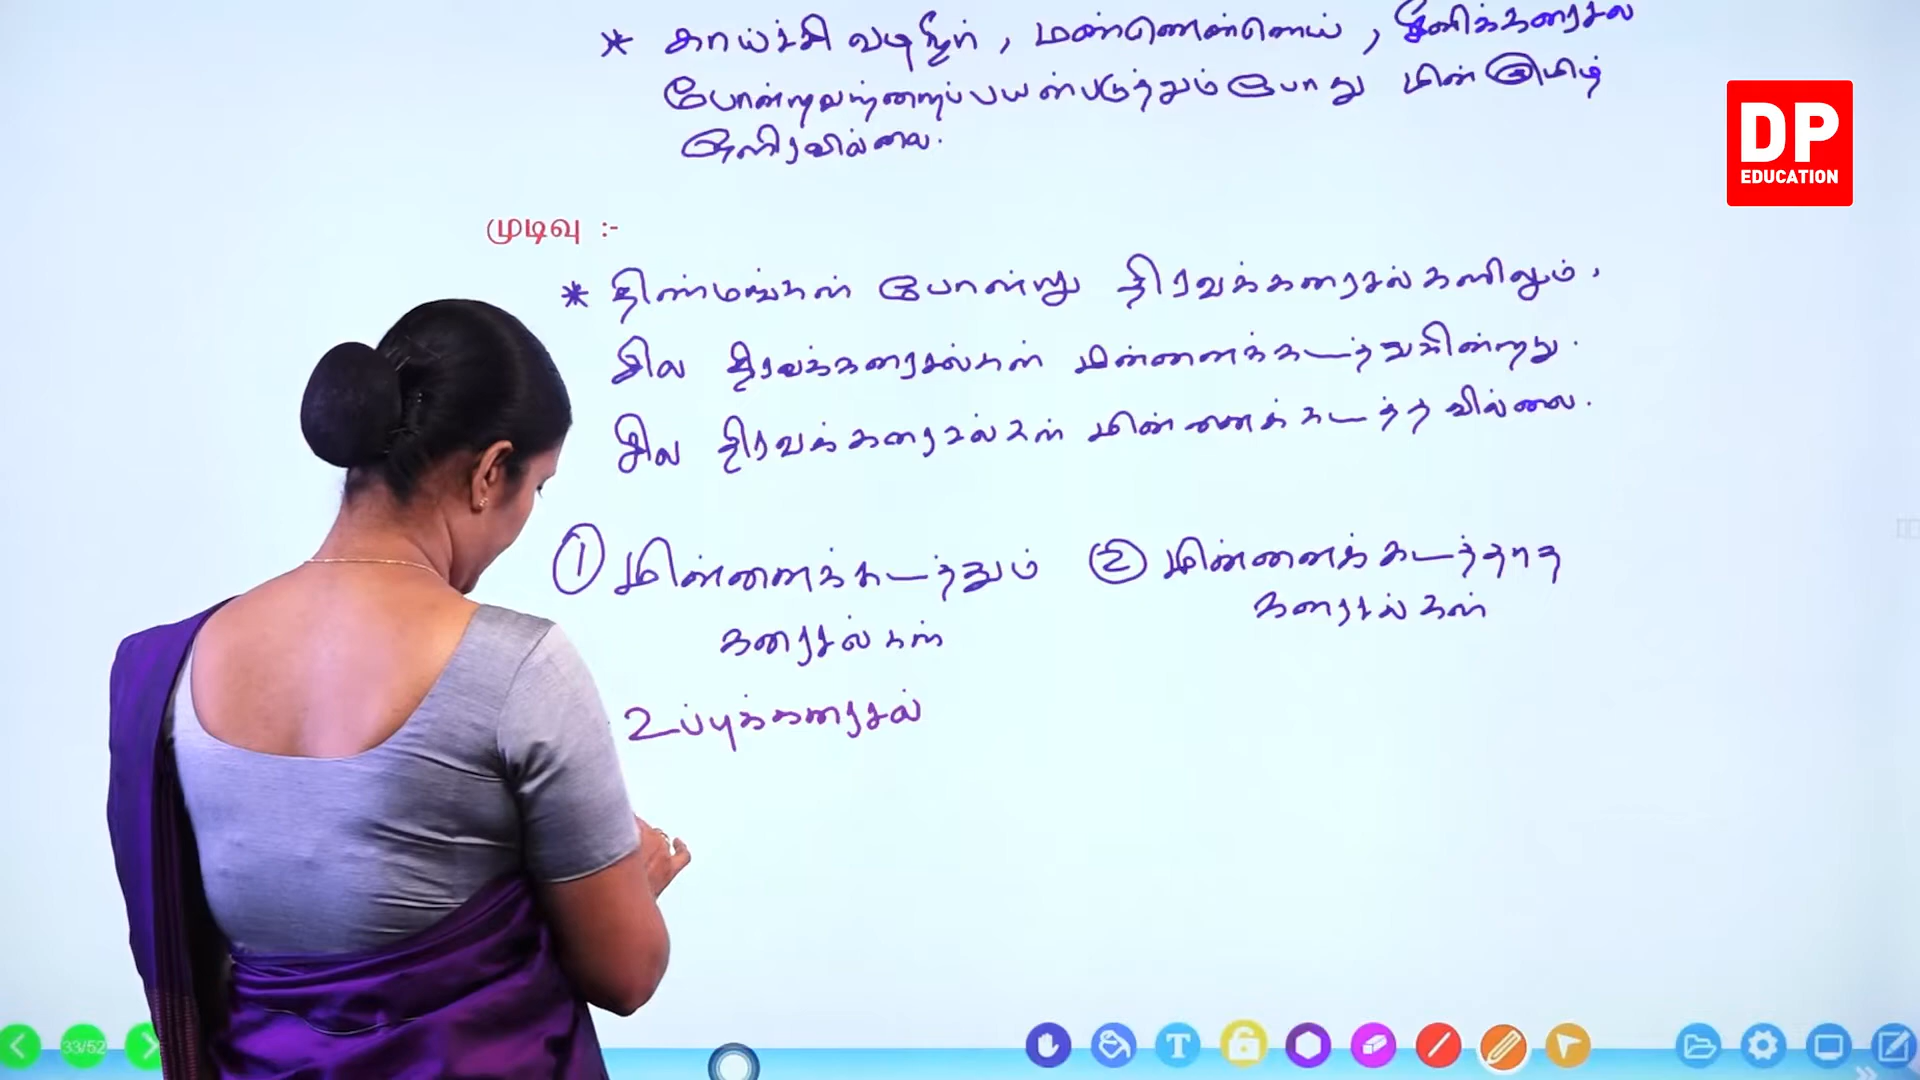 * காய்ச்சி வடிநீர் , மண்ணெண்ணெய் , சீனிக்கரைசல்
போன்றவற்றைப் பயன்படுத்தும் போது மின் குமிழ்
ஒளிரவில்லை.
DP
EDUCATION
முடிவு :-
* திண்மங்கள் போன்று திரவக்கரைசல்களிலும் ,
சில திரவக்கரைசல்கள் மின்னைக்கடத்துகின்றது.
சில திரவக்கரைசல்கள் மின்னைக் கடத்தவில்லை.
① மின்னைக்கடத்தும் ② மின்னைக் கடத்தாத
கரைசல்கள் கரைசல்கள்
உப்புக்கரைசல்
33/52